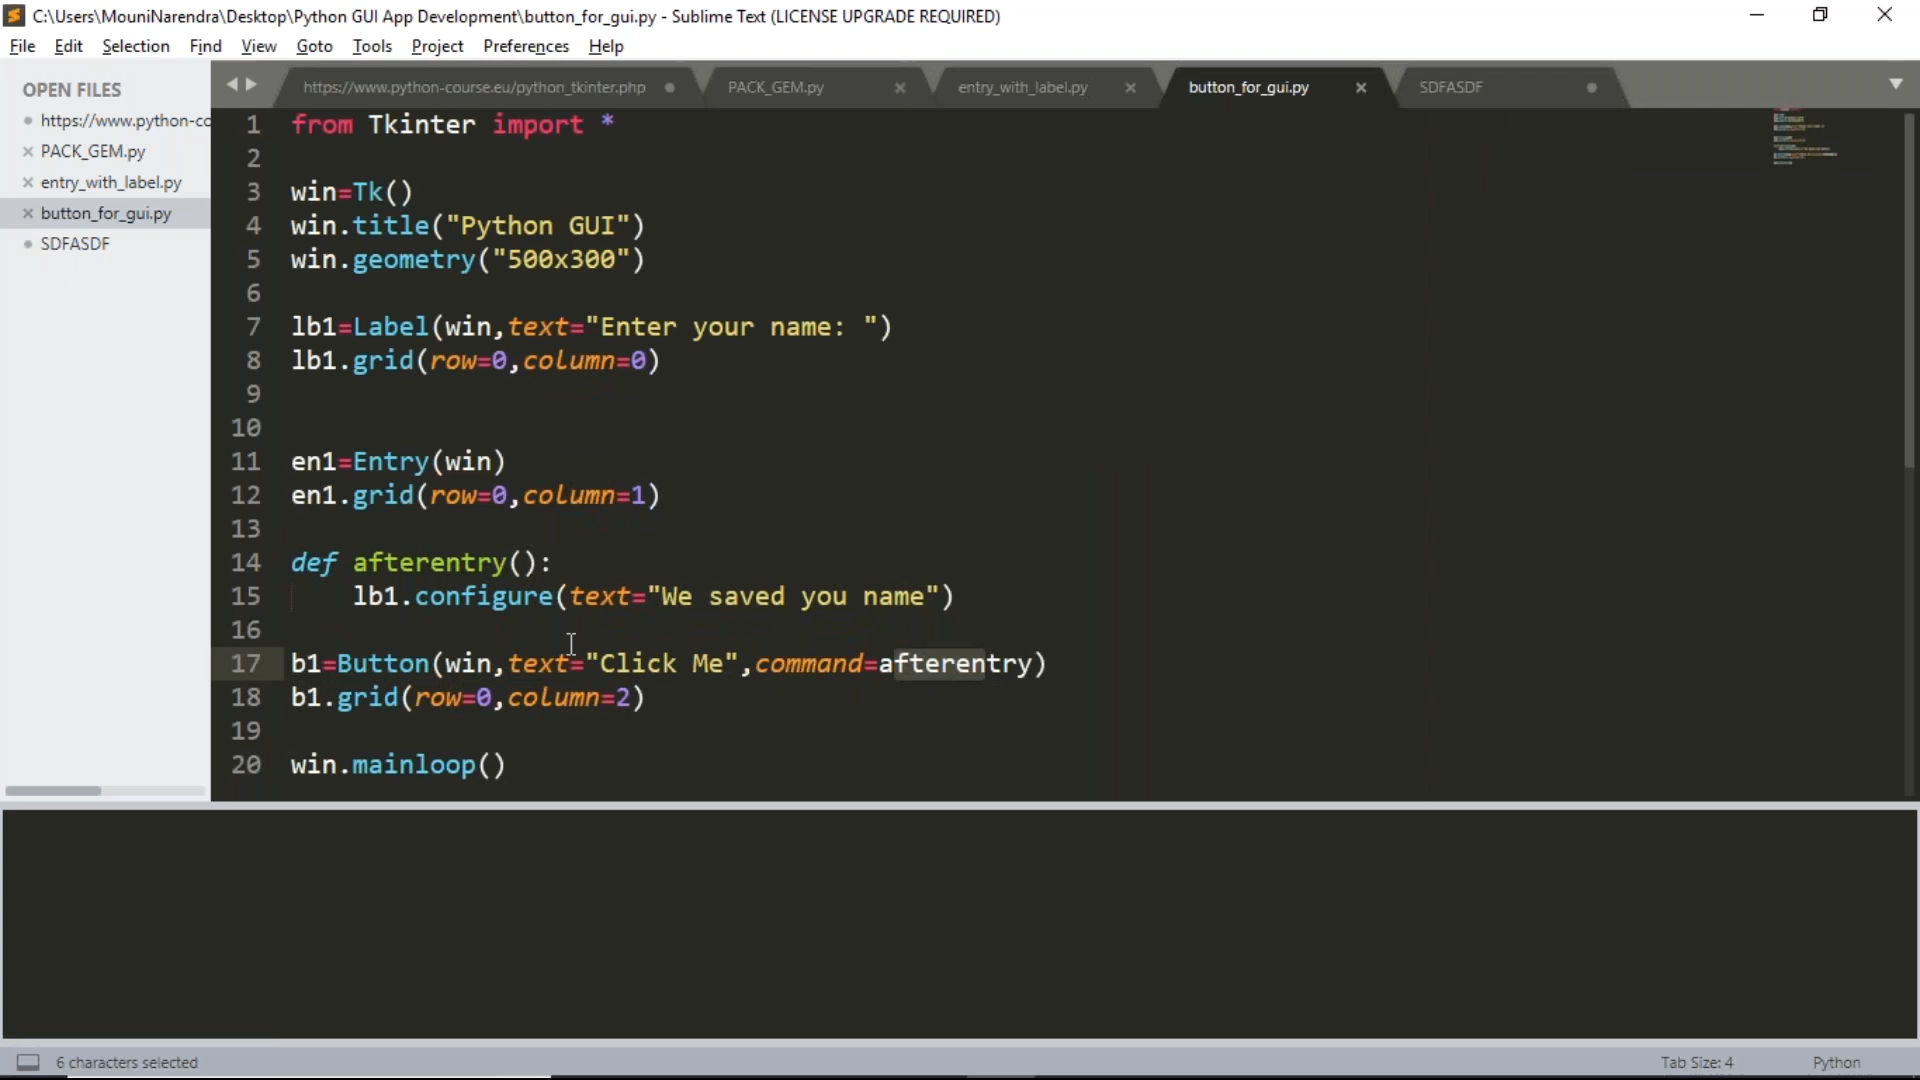 C:\Users\MouniNarendra\Desktop\Python GUI App Development\button_for_gui.py - Sublime Text (LICENSE UPGRADE REQUIRED)
File Edit Selection Find View Goto Tools Project Preferences Help
OPEN FILES
https://www.python-co
PACK_GEM.py
entry_with_label.py
button_for_gui.py
SDFASDF
https://www.python-course.eu/python_tkinter.php PACK_GEM.py entry_with_label.py button_for_gui.py SDFASDF
1 from Tkinter import *
2
3 win=Tk()
4 win.title("Python GUI")
5 win.geometry("500x300")
6
7 lb1=Label(win,text="Enter your name: ")
8 lb1.grid(row=0,column=0)
9
10
11 en1=Entry(win)
12 en1.grid(row=0,column=1)
13
14 def afterentry():
15     lb1.configure(text="We saved you name")
16
17 b1=Button(win,text="Click Me",command=afterentry)
18 b1.grid(row=0,column=2)
19
20 win.mainloop()
6 characters selected
Tab Size: 4
Python